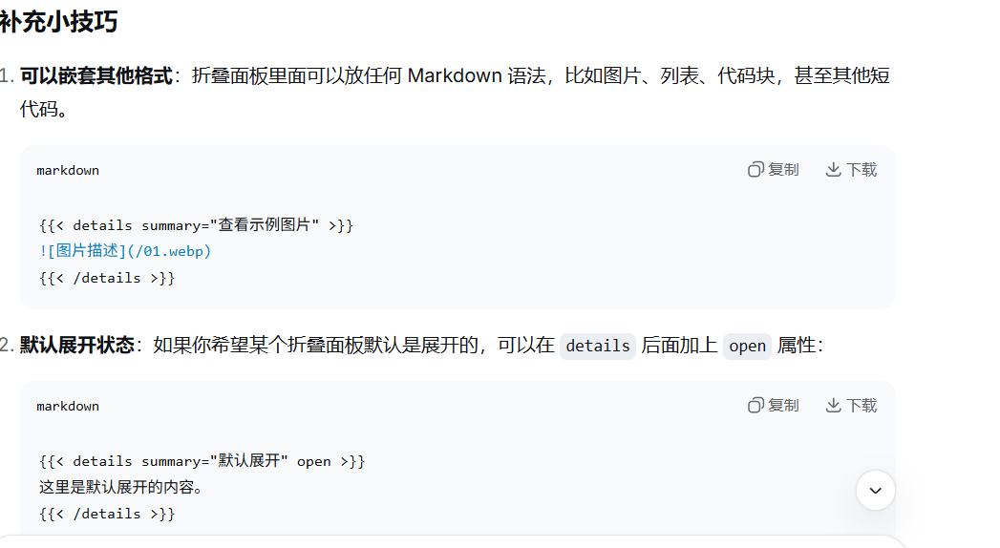 补充小技巧
1. 可以嵌套其他格式：折叠面板里面可以放任何 Markdown 语法，比如图片、列表、代码块，甚至其他短
代码。
markdown 复制 下载
{{< details summary="查看示例图片" >}}
![图片描述](/01.webp)
{{< /details >}}
2. 默认展开状态：如果你希望某个折叠面板默认是展开的，可以在 details 后面加上 open 属性：
markdown 复制 下载
{{< details summary="默认展开" open >}}
这里是默认展开的内容。
{{< /details >}}